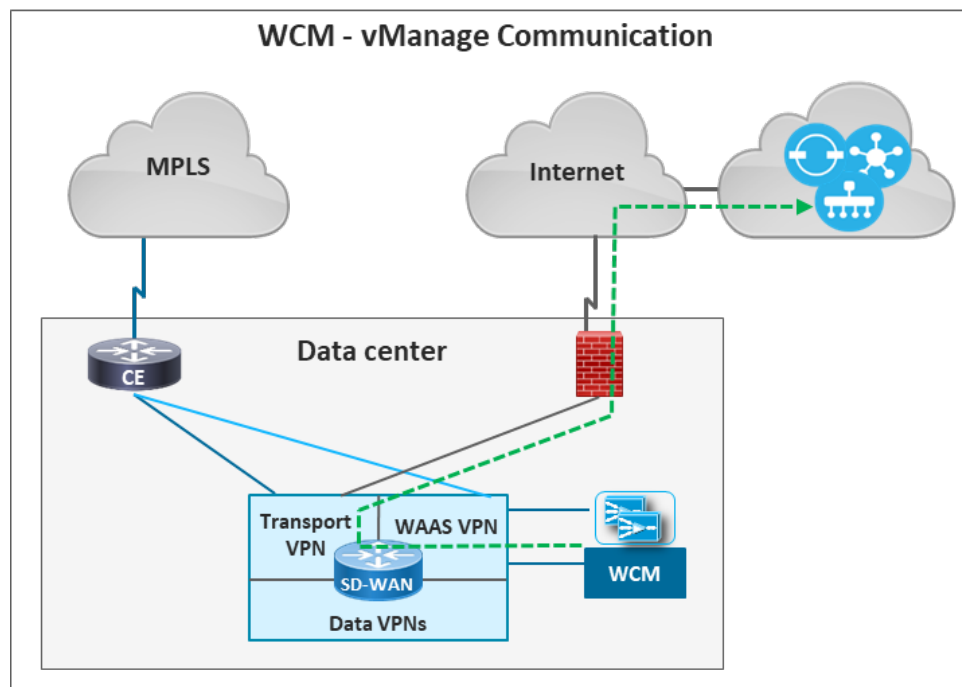 WCM - vManage Communication
MPLS
Internet
Data center
CE
Transport
VPN
WAAS VPN
SD-WAN
WCM
Data VPNs